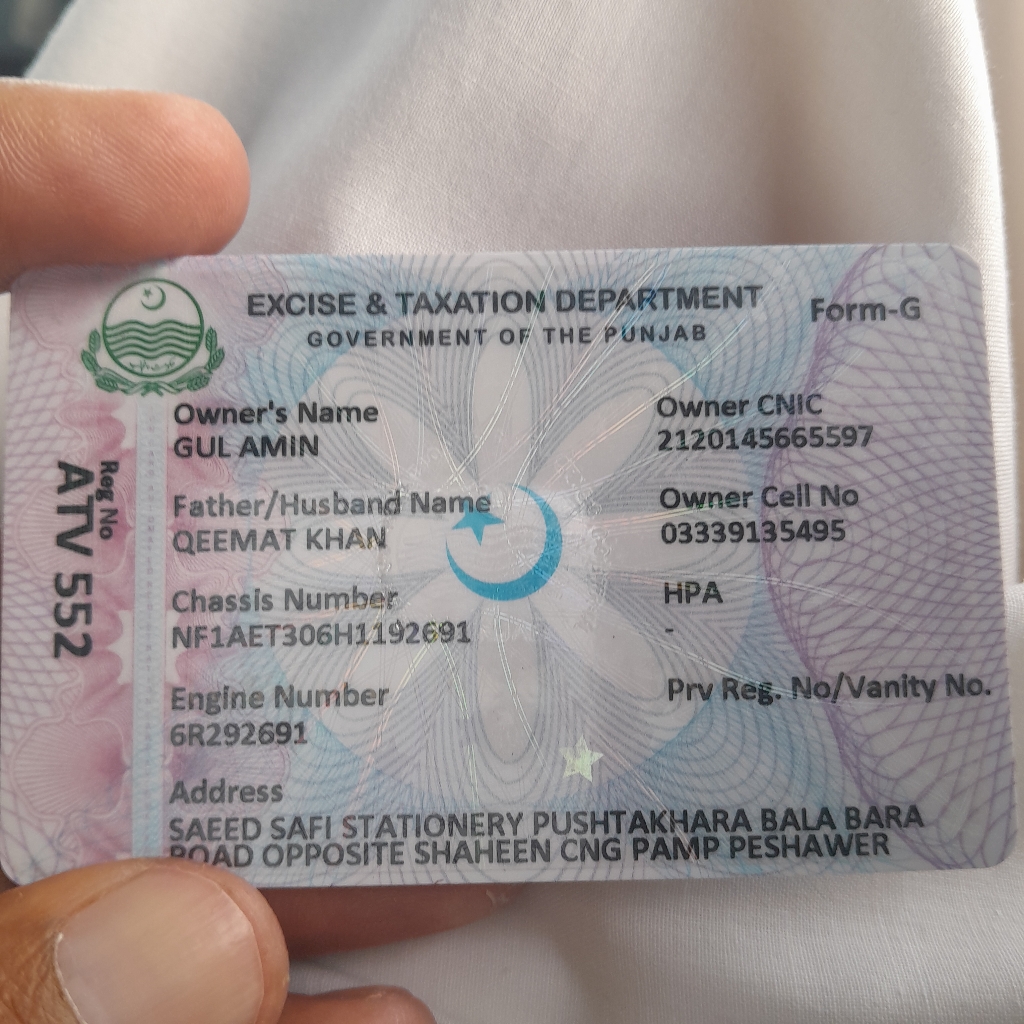 EXCISE & TAXATION DEPARTMENT
GOVERNMENT OF THE PUNJAB
Form-G
Reg No
ATV 552
Owner's Name
GUL AMIN
Owner CNIC
2120145665597
Father/Husband Name
QEEMAT KHAN
Owner Cell No
03339135495
Chassis Number
NF1AET306H1192691
HPA
-
Engine Number
6R292691
Prv Reg. No/Vanity No.
Address
SAEED SAFI STATIONERY PUSHTAKHARA BALA BARA
ROAD OPPOSITE SHAHEEN CNG PAMP PESHAWER